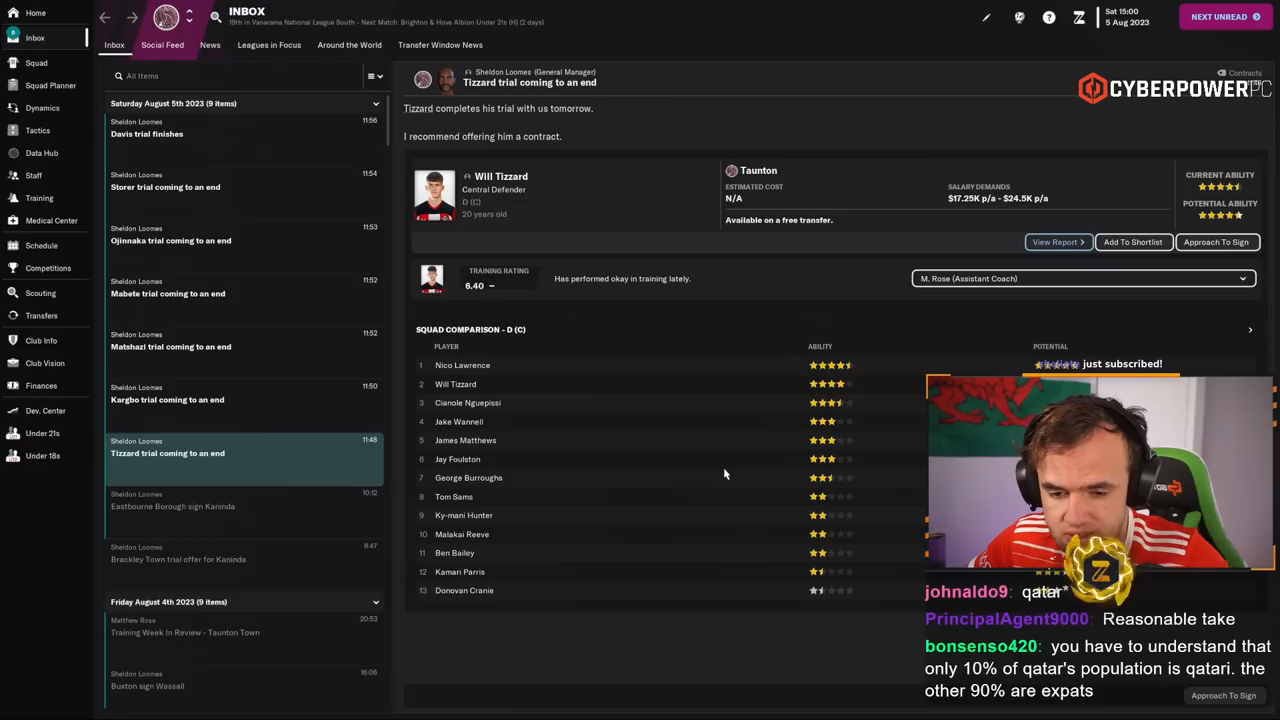 Home
Inbox
Squad
Squad Planner
Dynamics
Tactics
Data Hub
Staff
Training
Medical Center
Schedule
Competitions
Scouting
Transfers
Club Info
Club Vision
Finances
Dev. Center
Under 21s
Under 18s
INBOX
19th in Vanarama National League South - Next Match: Brighton & Hove Albion Under 21s (H) (2 days)
Sat 15:00
5 Aug 2023
NEXT UNREAD
Inbox
Social Feed
News
Leagues in Focus
Around the World
Transfer Window News
All Items
Saturday August 5th 2023 (9 items)
Sheldon Loomes 11:56
Davis trial finishes
Sheldon Loomes 11:54
Storer trial coming to an end
Sheldon Loomes 11:53
Ojinnaka trial coming to an end
Sheldon Loomes 11:52
Mabete trial coming to an end
Sheldon Loomes 11:52
Matshazi trial coming to an end
Sheldon Loomes 11:50
Kargbo trial coming to an end
Sheldon Loomes 11:48
Tizzard trial coming to an end
Sheldon Loomes 10:12
Eastbourne Borough sign Kaninda
Sheldon Loomes 8:47
Brackley Town trial offer for Kaninda
Friday August 4th 2023 (9 items)
Matthew Rose 20:53
Training Week In Review - Taunton Town
Sheldon Loomes 16:06
Buxton sign Wassall
Sheldon Loomes (General Manager)
Tizzard trial coming to an end
Contracts
CYBERPOWERPC
Tizzard completes his trial with us tomorrow.
I recommend offering him a contract.
Will Tizzard
Central Defender
D (C)
20 years old
Taunton
ESTIMATED COST
N/A
SALARY DEMANDS
$17.25K p/a - $24.5K p/a
Available on a free transfer.
CURRENT ABILITY
POTENTIAL ABILITY
View Report
Add To Shortlist
Approach To Sign
TRAINING RATING
6.40 –
Has performed okay in training lately.
M. Rose (Assistant Coach)
SQUAD COMPARISON - D (C)
PLAYER ABILITY POTENTIAL
1 Nico Lawrence
2 Will Tizzard
3 Cianole Nguepissi
4 Jake Wannell
5 James Matthews
6 Jay Foulston
7 George Burroughs
8 Tom Sams
9 Ky-mani Hunter
10 Malakai Reeve
11 Ben Bailey
12 Kamari Parris
13 Donovan Cranie
just subscribed!
johnaldo9: qatar*
PrincipalAgent9000: Reasonable take
bonsenso420: you have to understand that
only 10% of qatar's population is qatari. the
other 90% are expats
Approach To Sign